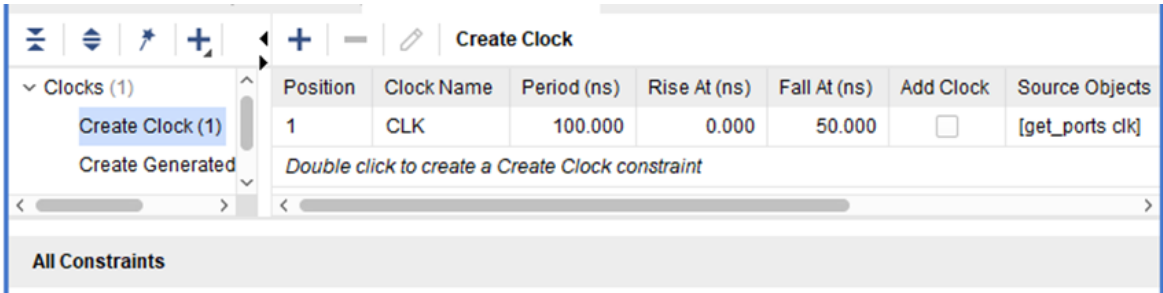 Create Clock
Clocks (1)
Create Clock (1)
Create Generated
Position Clock Name Period (ns) Rise At (ns) Fall At (ns) Add Clock Source Objects
1 CLK 100.000 0.000 50.000 [get_ports clk]
Double click to create a Create Clock constraint
All Constraints